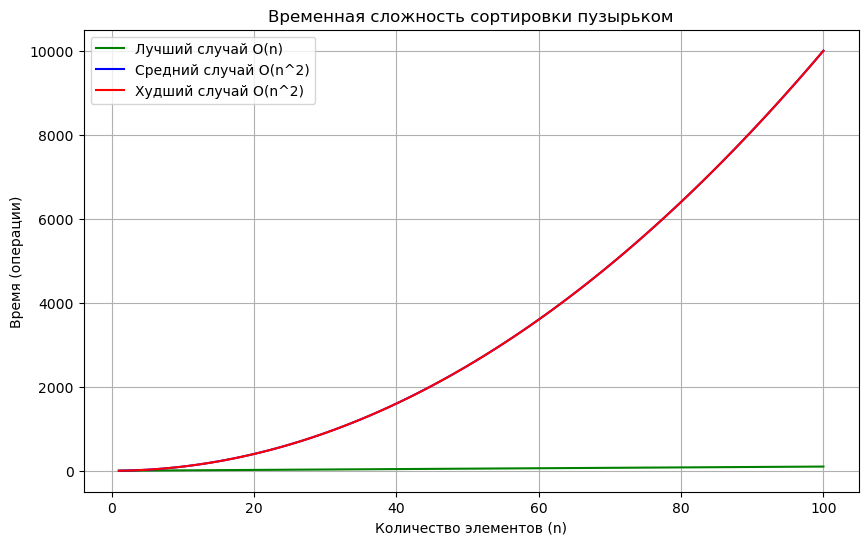 Временная сложность сортировки пузырьком
Лучший случай O(n)
Средний случай O(n^2)
Худший случай O(n^2)
Время (операции)
10000
8000
6000
4000
2000
0
0 20 40 60 80 100
Количество элементов (n)